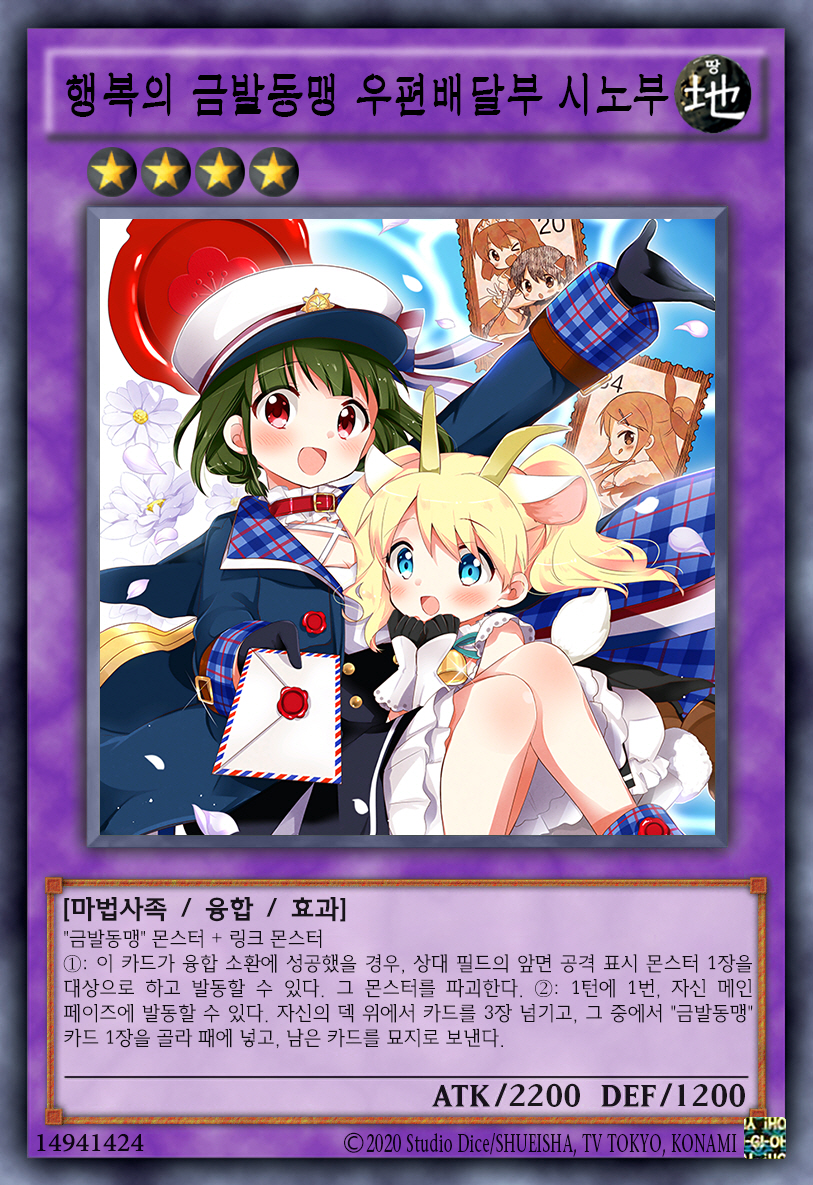 행복의 금발동맹 우편배달부 시노부
땅
地
20
34
[마법사족 / 융합 / 효과]
"금발동맹" 몬스터 + 링크 몬스터
①: 이 카드가 융합 소환에 성공했을 경우, 상대 필드의 앞면 공격 표시 몬스터 1장을
대상으로 하고 발동할 수 있다. 그 몬스터를 파괴한다. ②: 1턴에 1번, 자신 메인
페이즈에 발동할 수 있다. 자신의 덱 위에서 카드를 3장 넘기고, 그 중에서 "금발동맹"
카드 1장을 골라 패에 넣고, 남은 카드를 묘지로 보낸다.
ATK/2200 DEF/1200
14941424 ©2020 Studio Dice/SHUEISHA, TV TOKYO, KONAMI